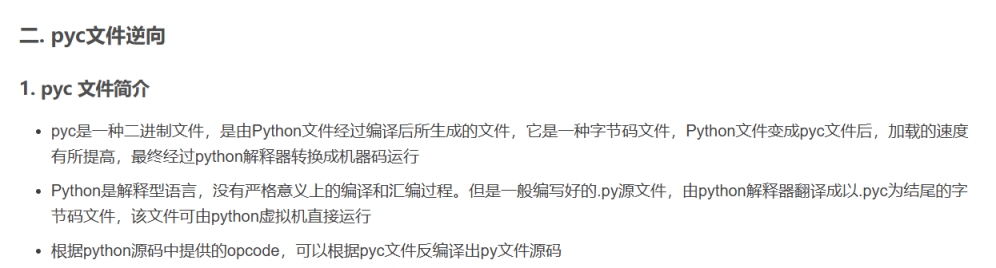 二. pyc文件逆向
1. pyc 文件简介
• pyc是一种二进制文件，是由Python文件经过编译后所生成的文件，它是一种字节码文件，Python文件变成pyc文件后，加载的速度
有所提高，最终经过python解释器转换成机器码运行
• Python是解释型语言，没有严格意义上的编译和汇编过程。但是一般编写好的.py源文件，由python解释器翻译成以.pyc为结尾的字
节码文件，该文件可由python虚拟机直接运行
• 根据python源码中提供的opcode，可以根据pyc文件反编译出py文件源码